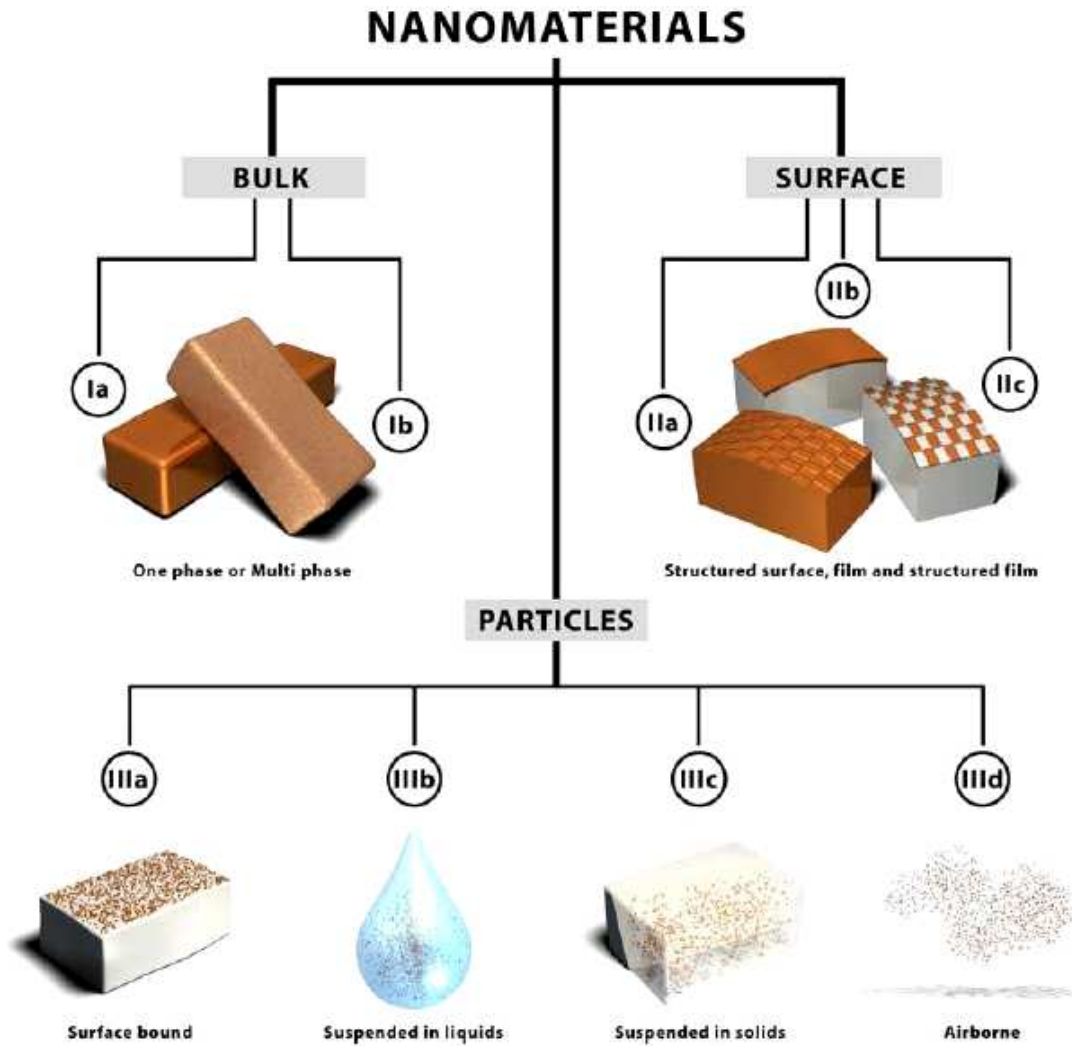 NANOMATERIALS
BULK
SURFACE
Ia
Ib
IIa
IIb
IIc
One phase or Multi phase
Structured surface, film and structured film
PARTICLES
IIIa
IIIb
IIIc
IIId
Surface bound
Suspended in liquids
Suspended in solids
Airborne